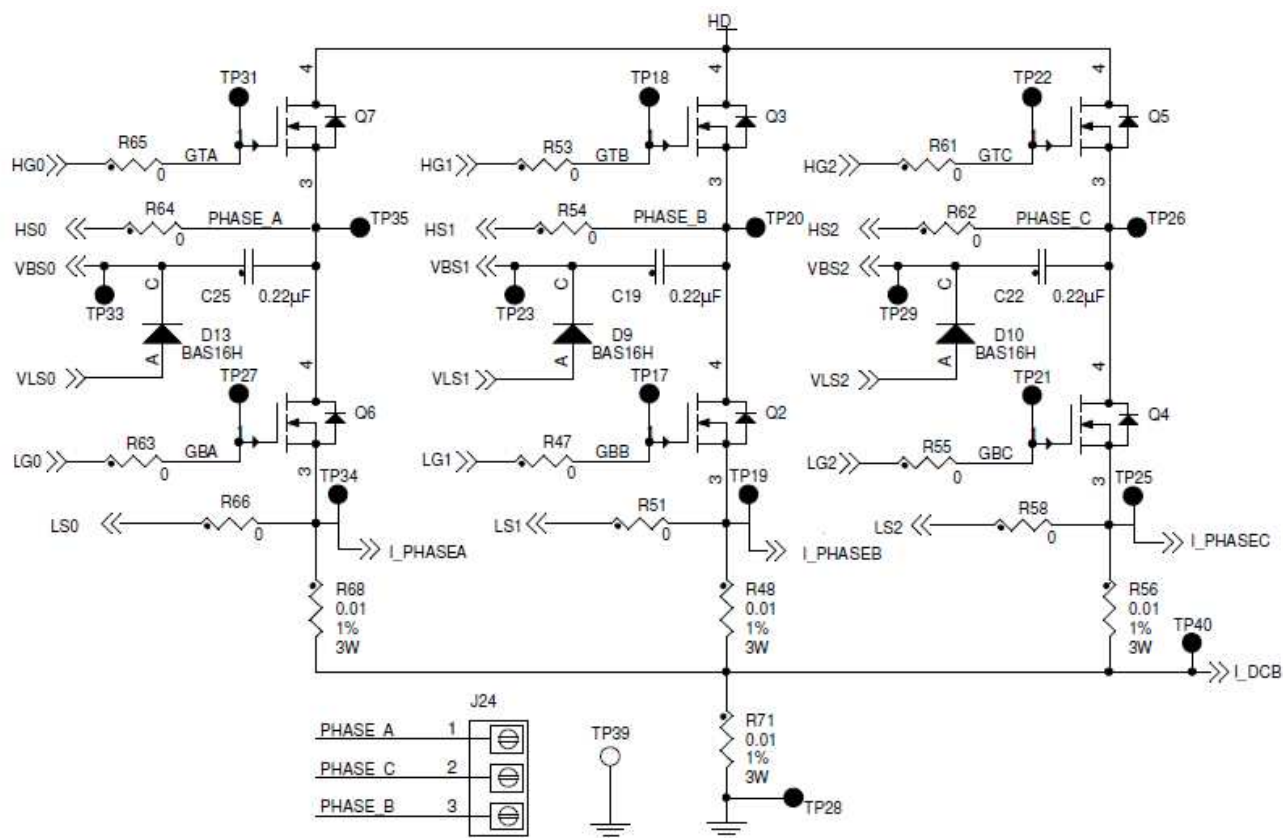 HD
4
4
4
TP31
TP18
TP22
Q7
Q3
Q5
1
1
1
R65
R53
R61
HG0
GTA
HG1
GTB
HG2
GTC
0
0
0
3
3
3
R64
PHASE_A
R54
PHASE_B
R62
PHASE_C
HS0
TP35
HS1
TP20
HS2
TP26
0
0
0
VBS0
VBS1
VBS2
C
C
C
TP33
C25
0.22µF
TP23
C19
0.22µF
TP29
C22
0.22µF
D13
BAS16H
D9
BAS16H
D10
BAS16H
A
A
A
4
4
4
VLS0
TP27
VLS1
TP17
VLS2
TP21
Q6
Q2
Q4
1
1
1
R63
R47
R55
LG0
GBA
LG1
GBB
LG2
GBC
0
0
0
3
3
3
TP34
TP19
TP25
R66
R51
R58
LS0
LS1
LS2
0
0
0
I_PHASEA
I_PHASEB
I_PHASEC
R68
0.01
1%
3W
R48
0.01
1%
3W
R56
0.01
1%
3W
TP40
I_DCB
J24
PHASE_A 1
PHASE_C 2
PHASE_B 3
TP39
R71
0.01
1%
3W
TP28